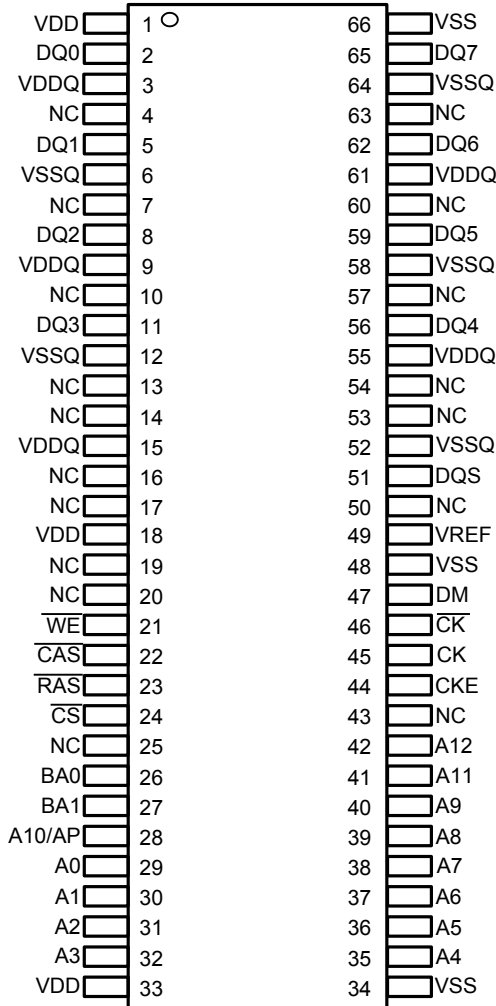 VDD 1 66 VSS
DQ0 2 65 DQ7
VDDQ 3 64 VSSQ
NC 4 63 NC
DQ1 5 62 DQ6
VSSQ 6 61 VDDQ
NC 7 60 NC
DQ2 8 59 DQ5
VDDQ 9 58 VSSQ
NC 10 57 NC
DQ3 11 56 DQ4
VSSQ 12 55 VDDQ
NC 13 54 NC
NC 14 53 NC
VDDQ 15 52 VSSQ
NC 16 51 DQS
NC 17 50 NC
VDD 18 49 VREF
NC 19 48 VSS
NC 20 47 DM
W̅E̅ 21 46 C̅K̅
C̅A̅S̅ 22 45 CK
R̅A̅S̅ 23 44 CKE
C̅S̅ 24 43 NC
NC 25 42 A12
BA0 26 41 A11
BA1 27 40 A9
A10/AP 28 39 A8
A0 29 38 A7
A1 30 37 A6
A2 31 36 A5
A3 32 35 A4
VDD 33 34 VSS